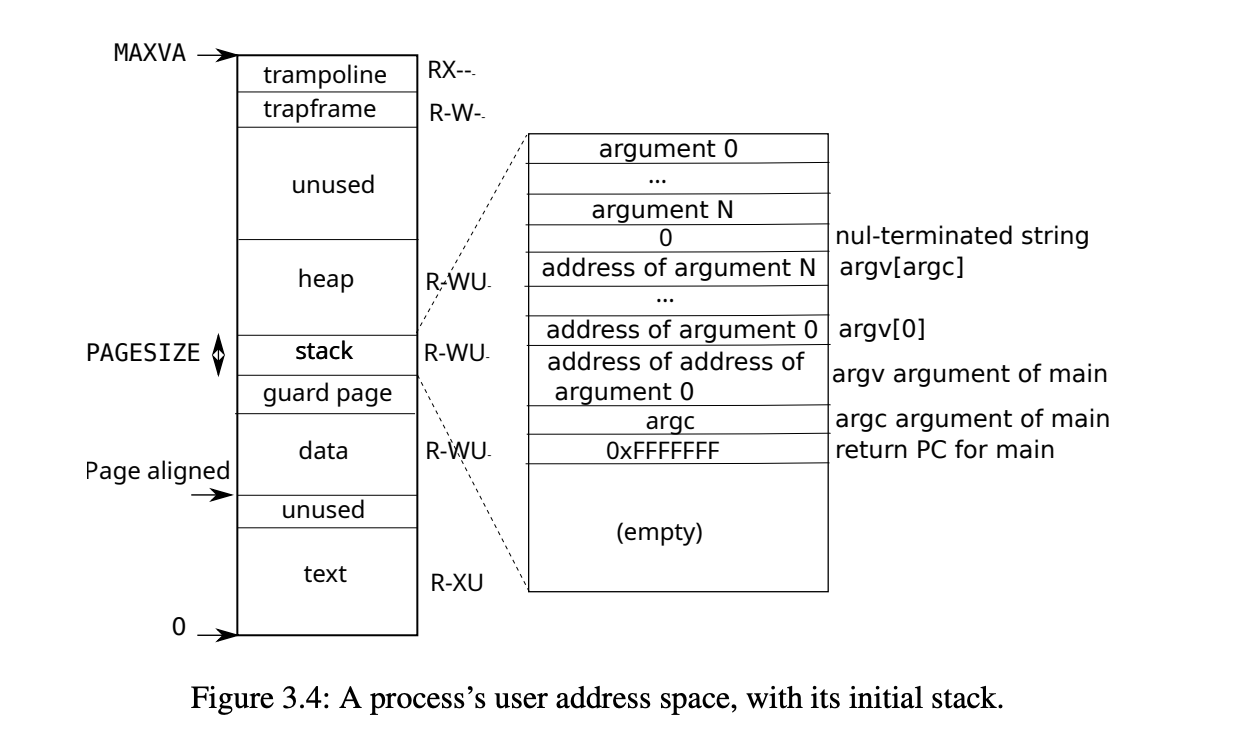 MAXVA
trampoline RX--
trapframe R-W-
unused
heap R-WU
PAGESIZE stack R-WU
guard page
data R-WU
Page aligned
unused
text R-XU
0
argument 0
...
argument N
0 nul-terminated string
address of argument N argv[argc]
...
address of argument 0 argv[0]
address of address of
argument 0 argv argument of main
argc argc argument of main
0xFFFFFFF return PC for main
(empty)
Figure 3.4: A process’s user address space, with its initial stack.